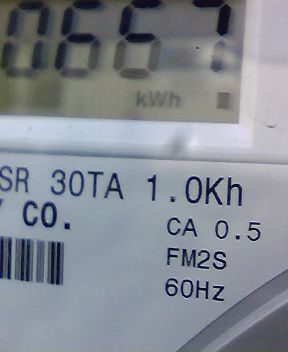 0667
kWh
SR 30TA 1.0Kh
Y CO.
CA 0.5
FM2S
60Hz